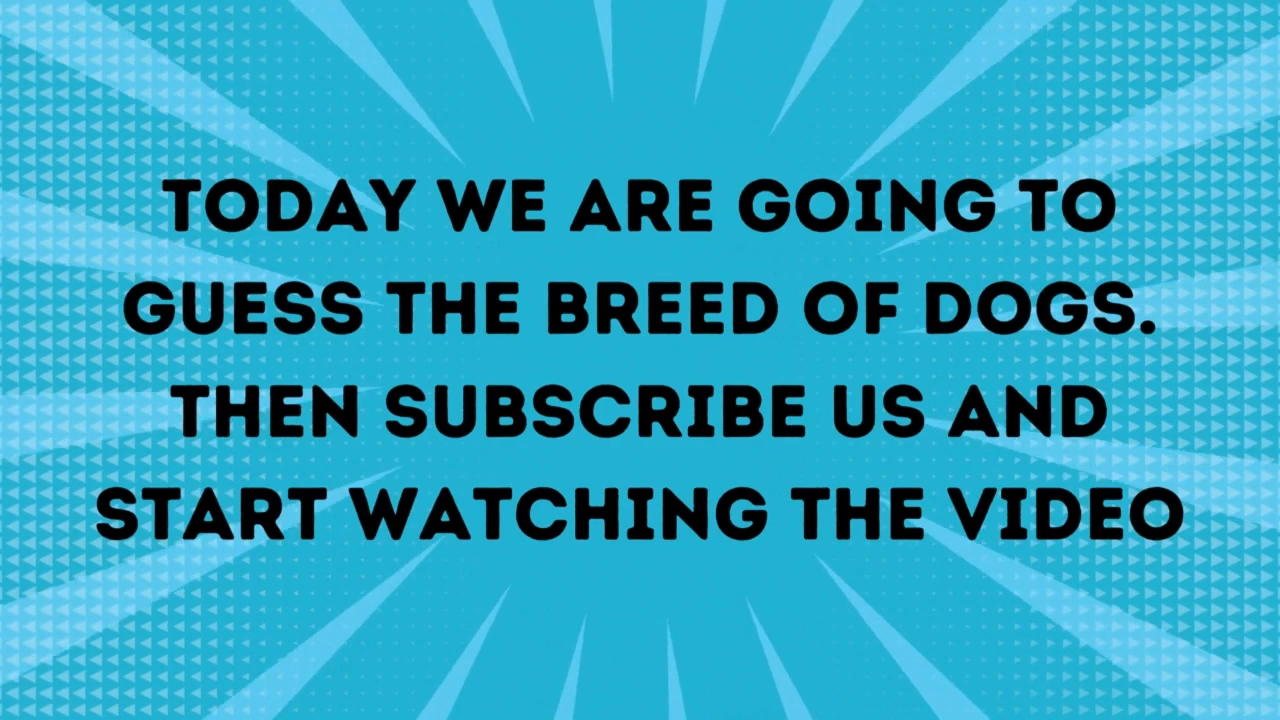 TODAY WE ARE GOING TO
GUESS THE BREED OF DOGS.
THEN SUBSCRIBE US AND
START WATCHING THE VIDEO